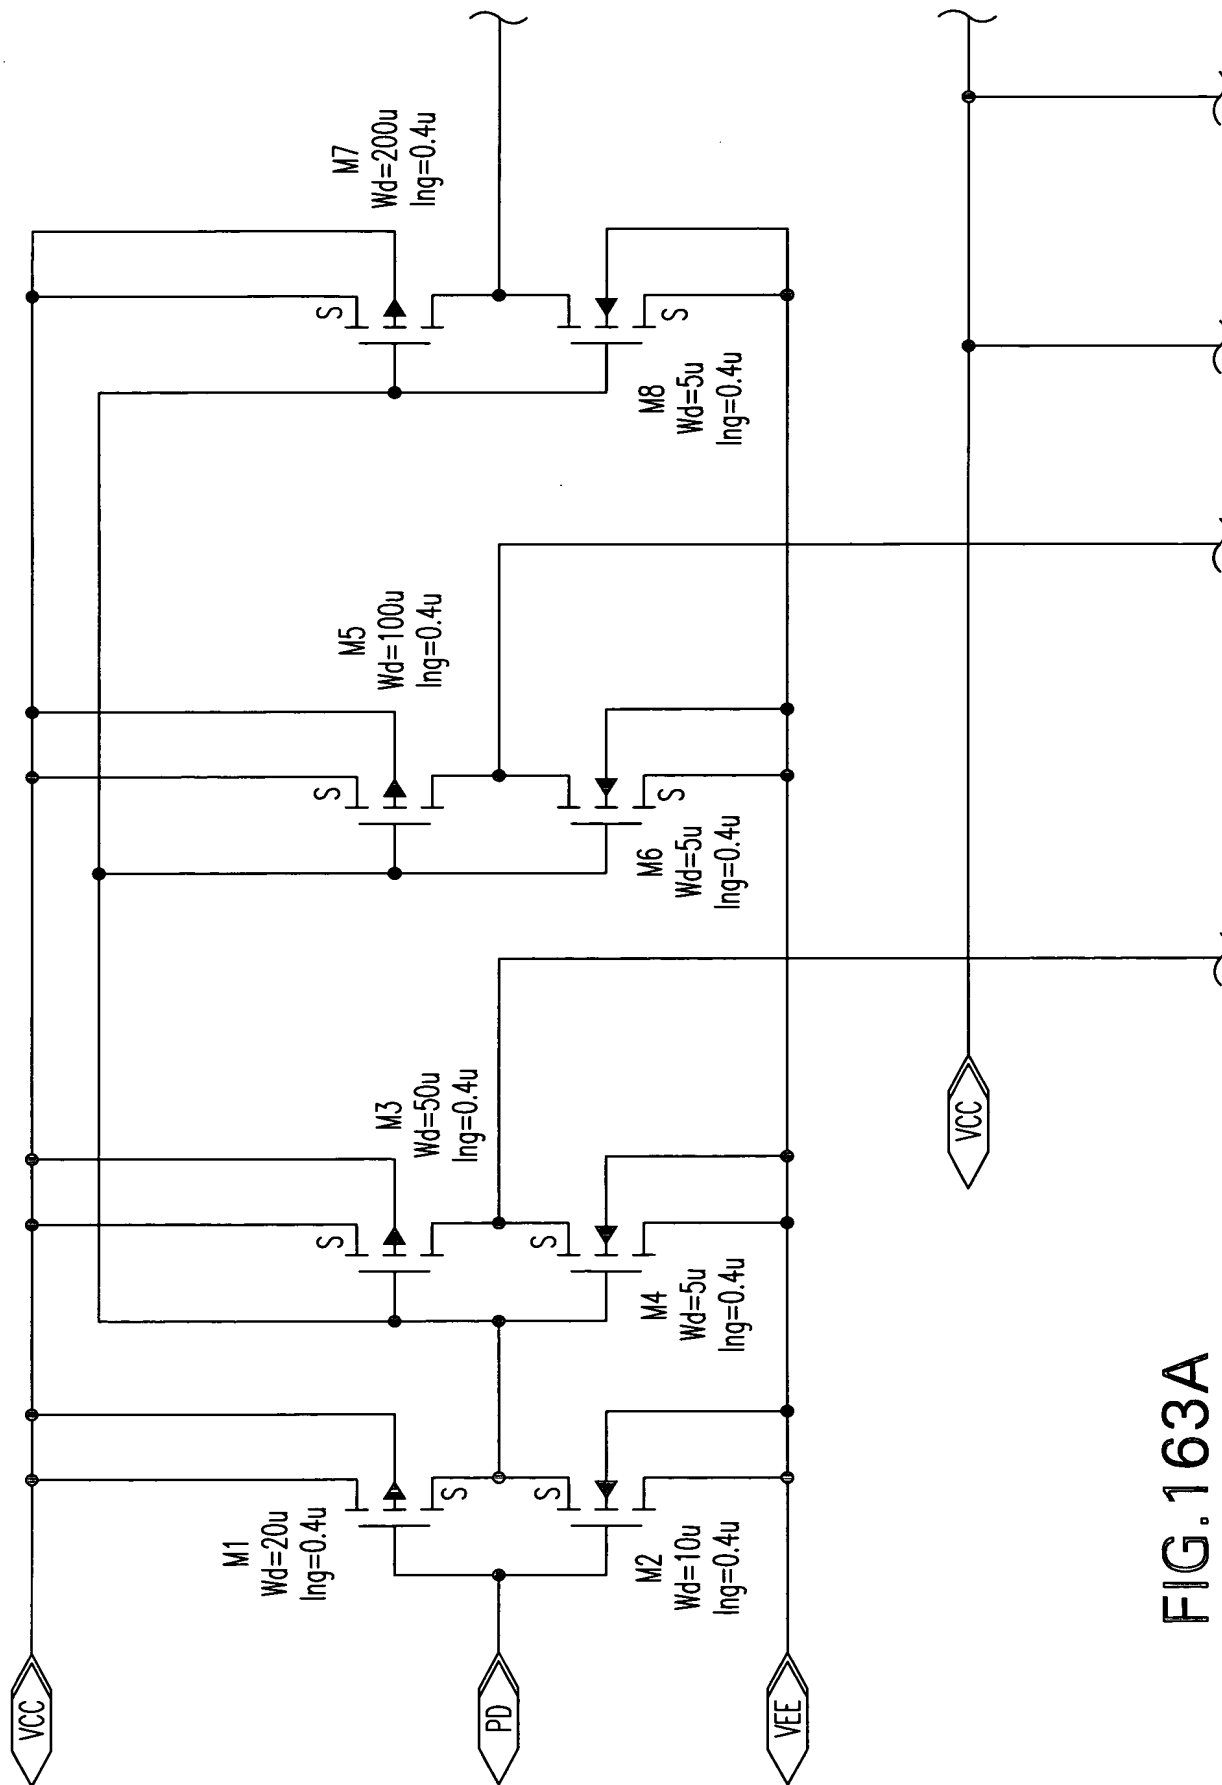 VCC
M1
Wd=20u
lng=0.4u
S
M3
Wd=50u
lng=0.4u
S
M5
Wd=100u
lng=0.4u
S
M7
Wd=200u
lng=0.4u
S
PD
S
M2
Wd=10u
lng=0.4u
S
M4
Wd=5u
lng=0.4u
S
M6
Wd=5u
lng=0.4u
S
M8
Wd=5u
lng=0.4u
VEE
VCC
FIG.163A